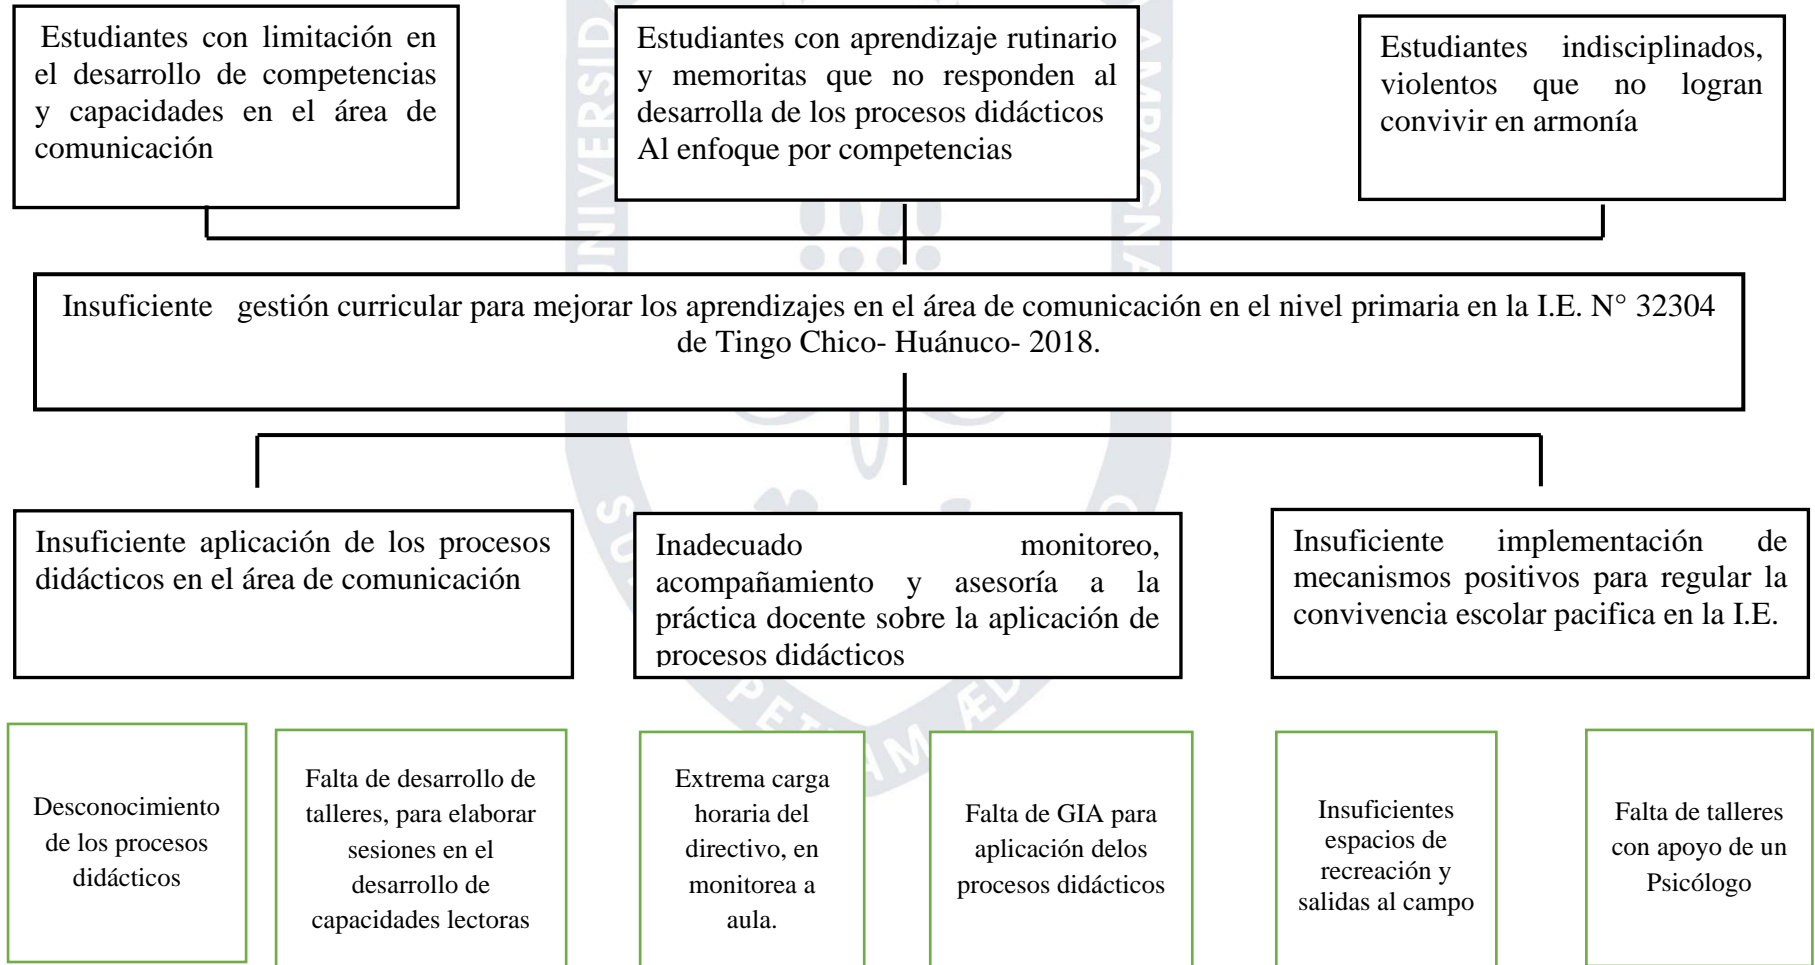 Estudiantes con limitación en
el desarrollo de competencias
y capacidades en el área de
comunicación
Estudiantes con aprendizaje rutinario
y memoritas que no responden al
desarrolla de los procesos didácticos
Al enfoque por competencias
Estudiantes indisciplinados,
violentos que no logran
convivir en armonía
Insuficiente gestión curricular para mejorar los aprendizajes en el área de comunicación en el nivel primaria en la I.E. N° 32304
de Tingo Chico- Huánuco- 2018.
Insuficiente aplicación de los procesos
didácticos en el área de comunicación
Inadecuado monitoreo,
acompañamiento y asesoría a la
práctica docente sobre la aplicación de
procesos didácticos
Insuficiente implementación de
mecanismos positivos para regular la
convivencia escolar pacifica en la I.E.
Desconocimiento
de los procesos
didácticos
Falta de desarrollo de
talleres, para elaborar
sesiones en el
desarrollo de
capacidades lectoras
Extrema carga
horaria del
directivo, en
monitorea a
aula.
Falta de GIA para
aplicación delos
procesos didácticos
Insuficientes
espacios de
recreación y
salidas al campo
Falta de talleres
con apoyo de un
Psicólogo